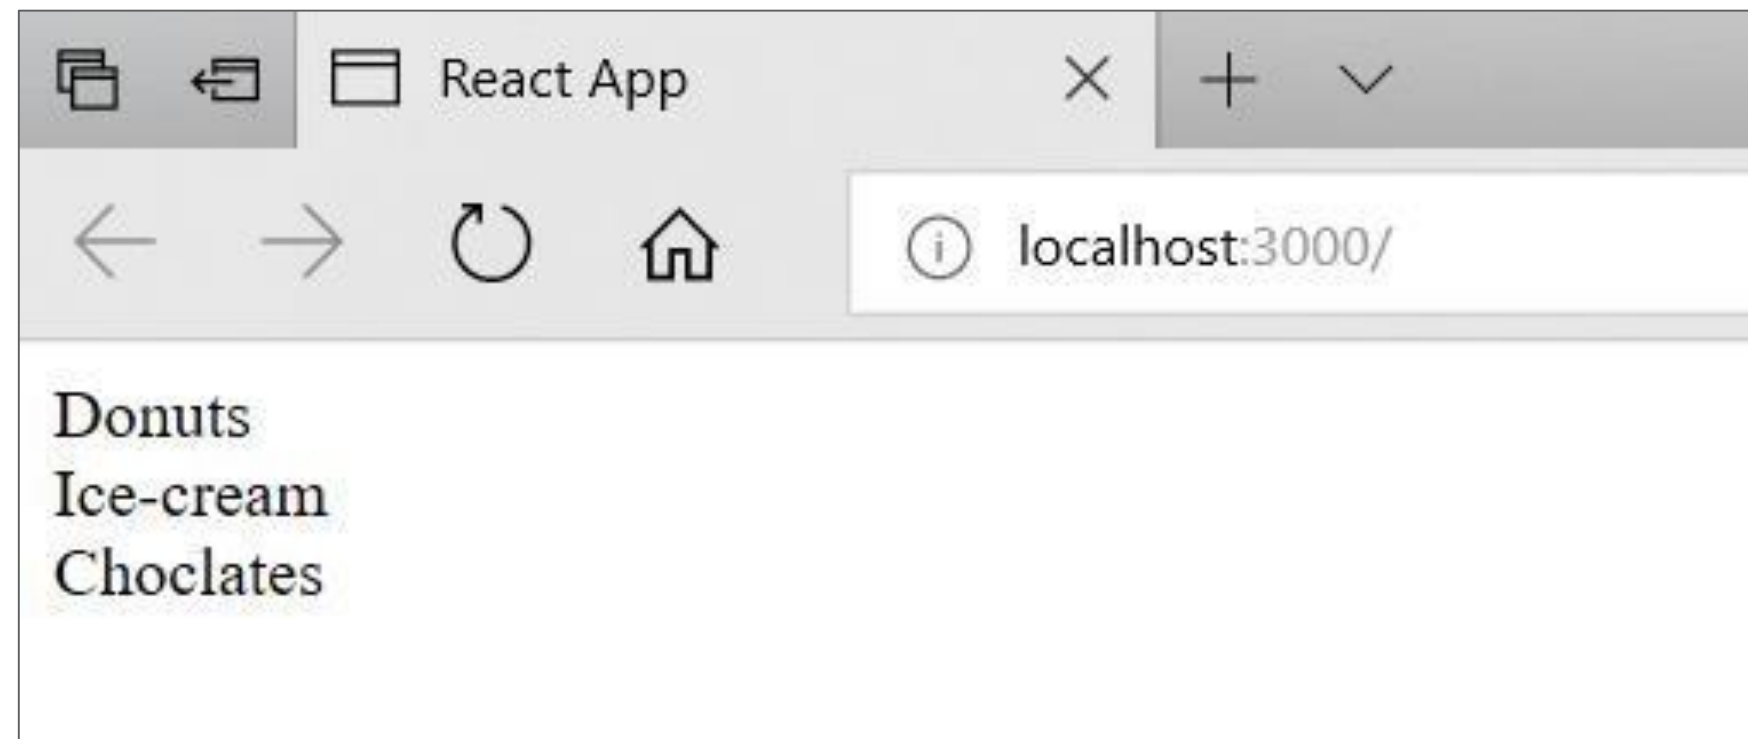 React App
localhost:3000/
Donuts
Ice-cream
Choclates